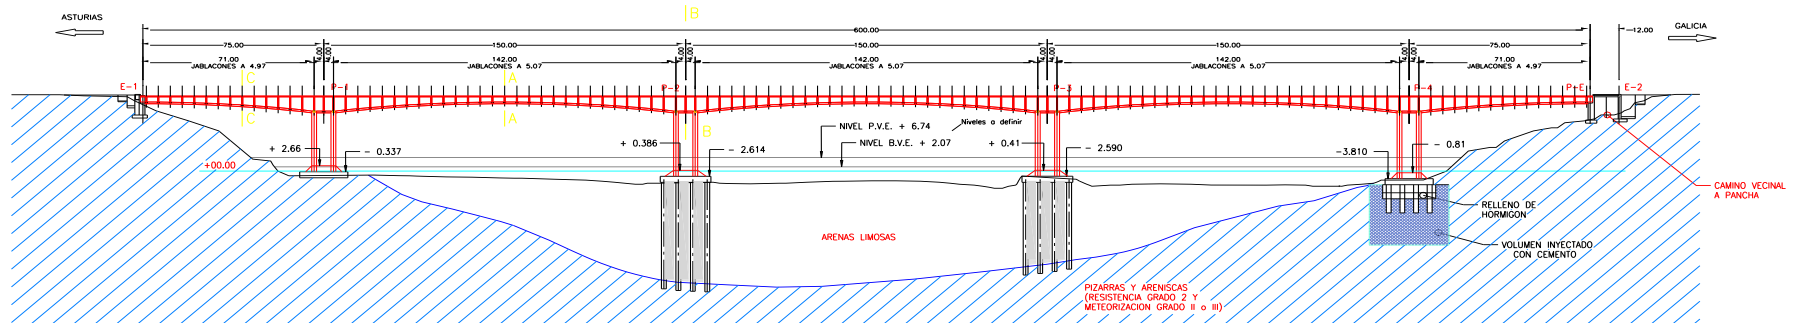 ASTURIAS
B
GALICIA
600.00
12.00
75.00
4.00
4.00
150.00
4.00
4.00
150.00
4.00
4.00
150.00
4.00
4.00
75.00
71.00
142.00
142.00
142.00
71.00
JABLACONES A 4.97
JABLACONES A 5.07
JABLACONES A 5.07
JABLACONES A 5.07
JABLACONES A 4.97
C
A
E-1
P-1
P-2
P-3
P-4
P-E
E-2
C
A
B
NIVEL P.V.E. + 6.74
Niveles a definir
NIVEL B.V.E. + 2.07
+00.00
+ 2.66
- 0.337
+ 0.386
- 2.614
+ 0.41
- 2.590
-3.810
- 0.81
CAMINO VECINAL
A PANCHA
RELLENO DE
HORMIGON
ARENAS LIMOSAS
VOLUMEN INYECTADO
CON CEMENTO
PIZARRAS Y ARENISCAS
(RESISTENCIA GRADO 2 Y
METEORIZACION GRADO II o III)